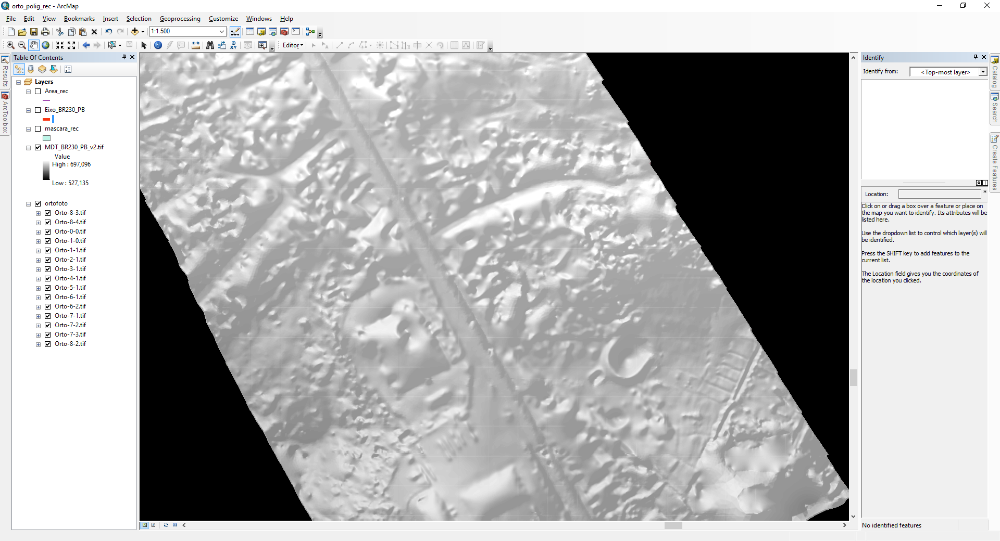 orto_polig_rec - ArcMap
File Edit View Bookmarks Insert Selection Geoprocessing Customize Windows Help
1:1.500
Editor
Table Of Contents
Layers
Area_rec
Eixo_BR230_PB
mascara_rec
MDT_BR230_PB_v2.tif
Value
High : 697,096
Low : 527,135
ortofoto
Orto-8-3.tif
Orto-8-4.tif
Orto-0-0.tif
Orto-1-0.tif
Orto-1-1.tif
Orto-2-1.tif
Orto-3-1.tif
Orto-4-1.tif
Orto-5-1.tif
Orto-6-1.tif
Orto-6-2.tif
Orto-7-1.tif
Orto-7-2.tif
Orto-7-3.tif
Orto-8-2.tif
Results
ArcToolbox
Identify
Identify from: <Top-most layer>
Location:
Click on or drag a box over a feature or place on
the map you want to identify. Its attributes will be
listed here.
Use the dropdown list to control which layer(s) will
be identified.
Press the SHIFT key to add features to the
current list.
The Location field gives you the coordinates of
the location you clicked.
No identified features
Catalog
Search
Create Features